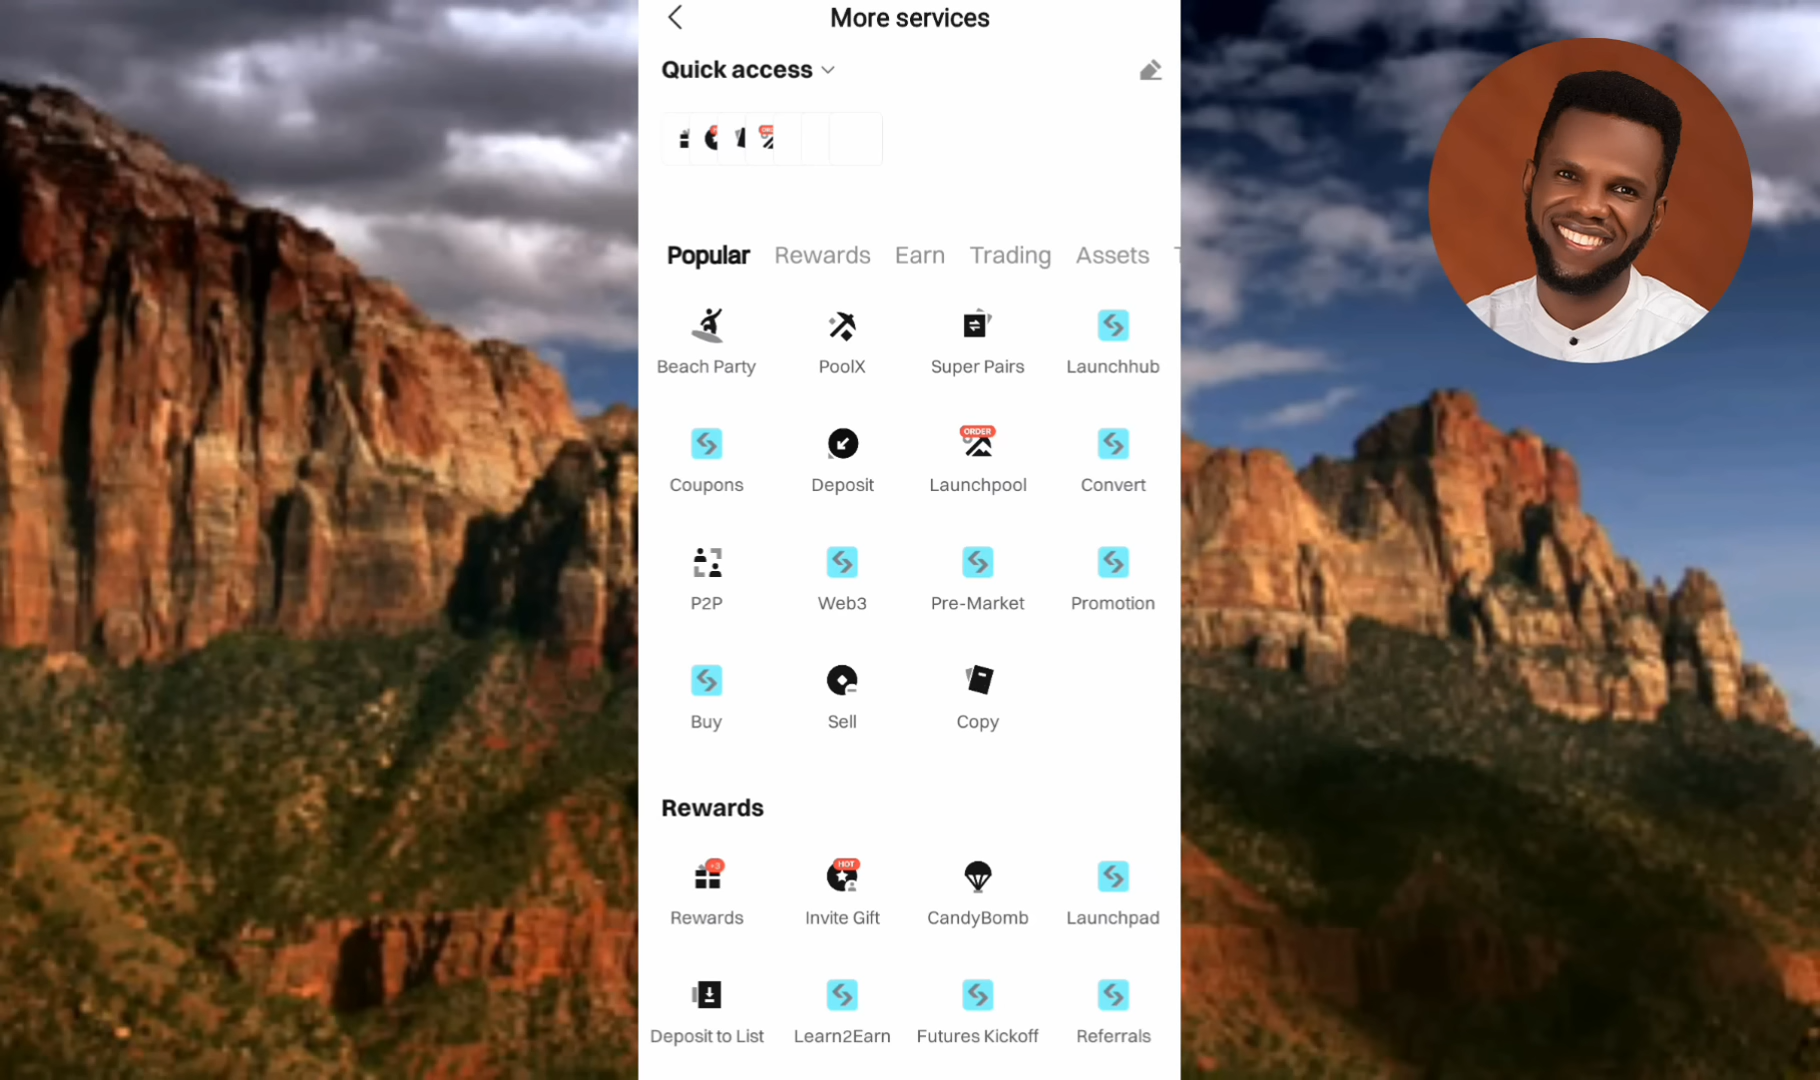 More services
Quick access
Popular Rewards Earn Trading Assets
Beach Party PoolX Super Pairs Launchhub
ORDER
Coupons Deposit Launchpool Convert
P2P Web3 Pre-Market Promotion
Buy Sell Copy
Rewards
+3 HOT
Rewards Invite Gift CandyBomb Launchpad
Deposit to List Learn2Earn Futures Kickoff Referrals